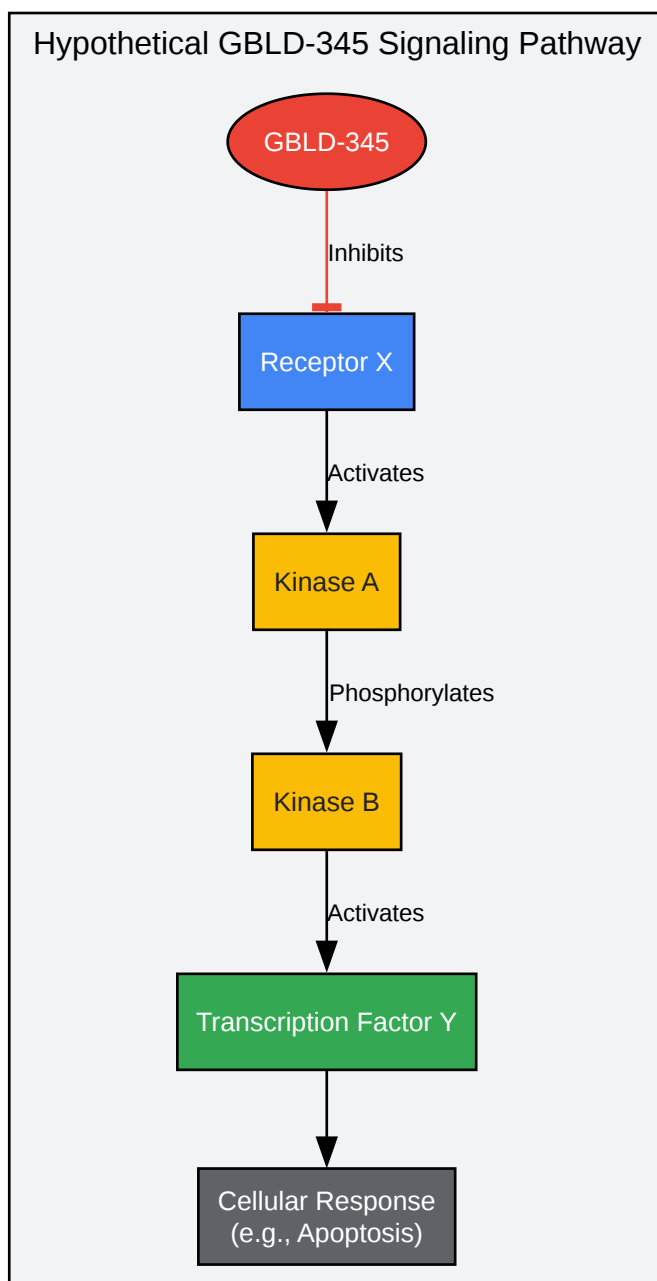 Hypothetical GBLD-345 Signaling Pathway
GBLD-345
Inhibits
Receptor X
Activates
Kinase A
Phosphorylates
Kinase B
Activates
Transcription Factor Y
Cellular Response
(e.g., Apoptosis)